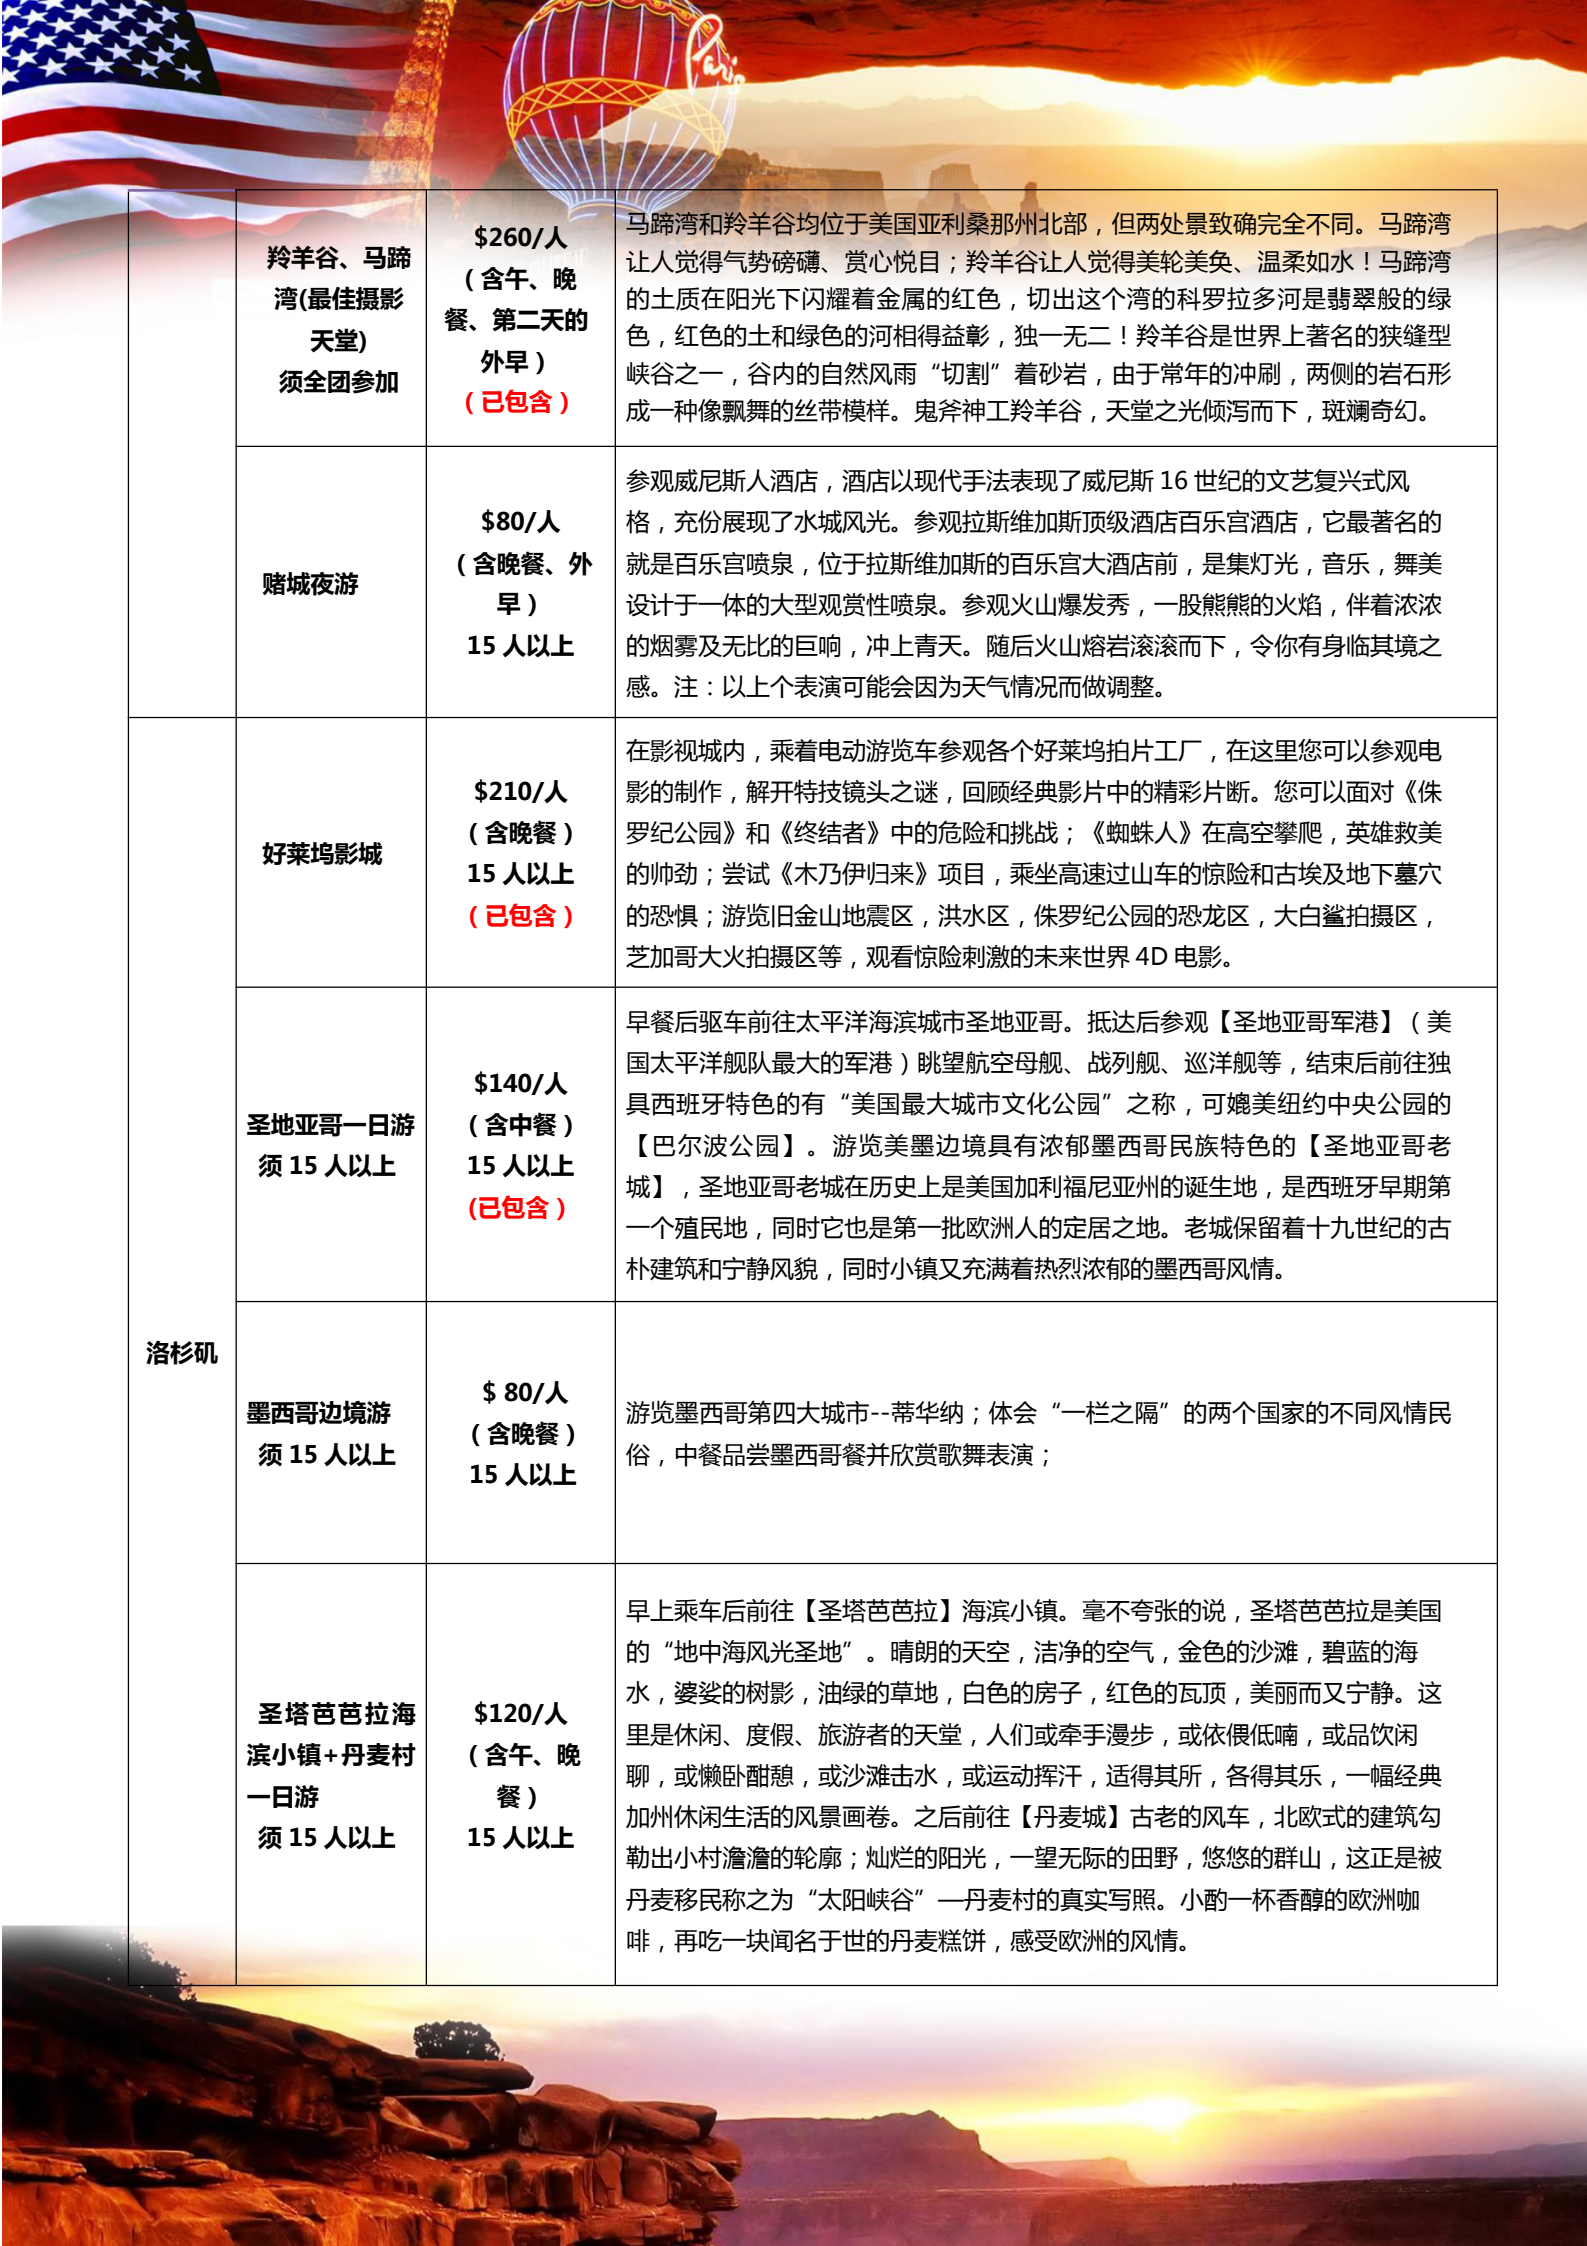 Paris
羚羊谷、马蹄
湾(最佳摄影
天堂)
须全团参加
$260/人
（含午、晚
餐、第二天的
外早）
（已包含）
马蹄湾和羚羊谷均位于美国亚利桑那州北部，但两处景致确完全不同。马蹄湾
让人觉得气势磅礴、赏心悦目；羚羊谷让人觉得美轮美奂、温柔如水！马蹄湾
的土质在阳光下闪耀着金属的红色，切出这个湾的科罗拉多河是翡翠般的绿
色，红色的土和绿色的河相得益彰，独一无二！羚羊谷是世界上著名的狭缝型
峡谷之一，谷内的自然风雨“切割”着砂岩，由于常年的冲刷，两侧的岩石形
成一种像飘舞的丝带模样。鬼斧神工羚羊谷，天堂之光倾泻而下，斑斓奇幻。
赌城夜游
$80/人
（含晚餐、外
早）
15 人以上
参观威尼斯人酒店，酒店以现代手法表现了威尼斯 16 世纪的文艺复兴式风
格，充份展现了水城风光。参观拉斯维加斯顶级酒店百乐宫酒店，它最著名的
就是百乐宫喷泉，位于拉斯维加斯的百乐宫大酒店前，是集灯光，音乐，舞美
设计于一体的大型观赏性喷泉。参观火山爆发秀，一股熊熊的火焰，伴着浓浓
的烟雾及无比的巨响，冲上青天。随后火山熔岩滚滚而下，令你有身临其境之
感。注：以上个表演可能会因为天气情况而做调整。
洛杉矶
好莱坞影城
$210/人
（含晚餐）
15 人以上
（已包含）
在影视城内，乘着电动游览车参观各个好莱坞拍片工厂，在这里您可以参观电
影的制作，解开特技镜头之谜，回顾经典影片中的精彩片断。您可以面对《侏
罗纪公园》和《终结者》中的危险和挑战；《蜘蛛人》在高空攀爬，英雄救美
的帅劲；尝试《木乃伊归来》项目，乘坐高速过山车的惊险和古埃及地下墓穴
的恐惧；游览旧金山地震区，洪水区，侏罗纪公园的恐龙区，大白鲨拍摄区，
芝加哥大火拍摄区等，观看惊险刺激的未来世界 4D 电影。
圣地亚哥一日游
须 15 人以上
$140/人
（含中餐）
15 人以上
(已包含）
早餐后驱车前往太平洋海滨城市圣地亚哥。抵达后参观【圣地亚哥军港】（美
国太平洋舰队最大的军港）眺望航空母舰、战列舰、巡洋舰等，结束后前往独
具西班牙特色的有“美国最大城市文化公园”之称，可媲美纽约中央公园的
【巴尔波公园】。游览美墨边境具有浓郁墨西哥民族特色的【圣地亚哥老
城】，圣地亚哥老城在历史上是美国加利福尼亚州的诞生地，是西班牙早期第
一个殖民地，同时它也是第一批欧洲人的定居之地。老城保留着十九世纪的古
朴建筑和宁静风貌，同时小镇又充满着热烈浓郁的墨西哥风情。
墨西哥边境游
须 15 人以上
$ 80/人
（含晚餐）
15 人以上
游览墨西哥第四大城市--蒂华纳；体会“一栏之隔”的两个国家的不同风情民
俗，中餐品尝墨西哥餐并欣赏歌舞表演；
圣塔芭芭拉海
滨小镇+丹麦村
一日游
须 15 人以上
$120/人
（含午、晚
餐）
15 人以上
早上乘车后前往【圣塔芭芭拉】海滨小镇。毫不夸张的说，圣塔芭芭拉是美国
的“地中海风光圣地”。晴朗的天空，洁净的空气，金色的沙滩，碧蓝的海
水，婆娑的树影，油绿的草地，白色的房子，红色的瓦顶，美丽而又宁静。这
里是休闲、度假、旅游者的天堂，人们或牵手漫步，或依偎低喃，或品饮闲
聊，或懒卧酣憩，或沙滩击水，或运动挥汗，适得其所，各得其乐，一幅经典
加州休闲生活的风景画卷。之后前往【丹麦城】古老的风车，北欧式的建筑勾
勒出小村澹澹的轮廓；灿烂的阳光，一望无际的田野，悠悠的群山，这正是被
丹麦移民称之为“太阳峡谷”—丹麦村的真实写照。小酌一杯香醇的欧洲咖
啡，再吃一块闻名于世的丹麦糕饼，感受欧洲的风情。